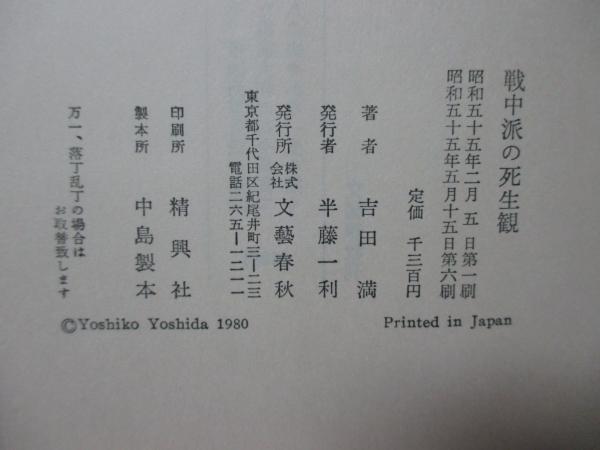 戦中派の死生観
昭和五十五年二月 五 日第一刷
昭和五十五年五月十五日第六刷
定価 千三百円
著者 吉田 満
発行者 半藤一利
発行所 株式会社 文藝春秋
東京都千代田区紀尾井町三―二三
電話二六五―一二一一
印刷所 精興社
製本所 中島製本
万一、落丁乱丁の場合は
お取替致します
©Yoshiko Yoshida 1980
Printed in Japan